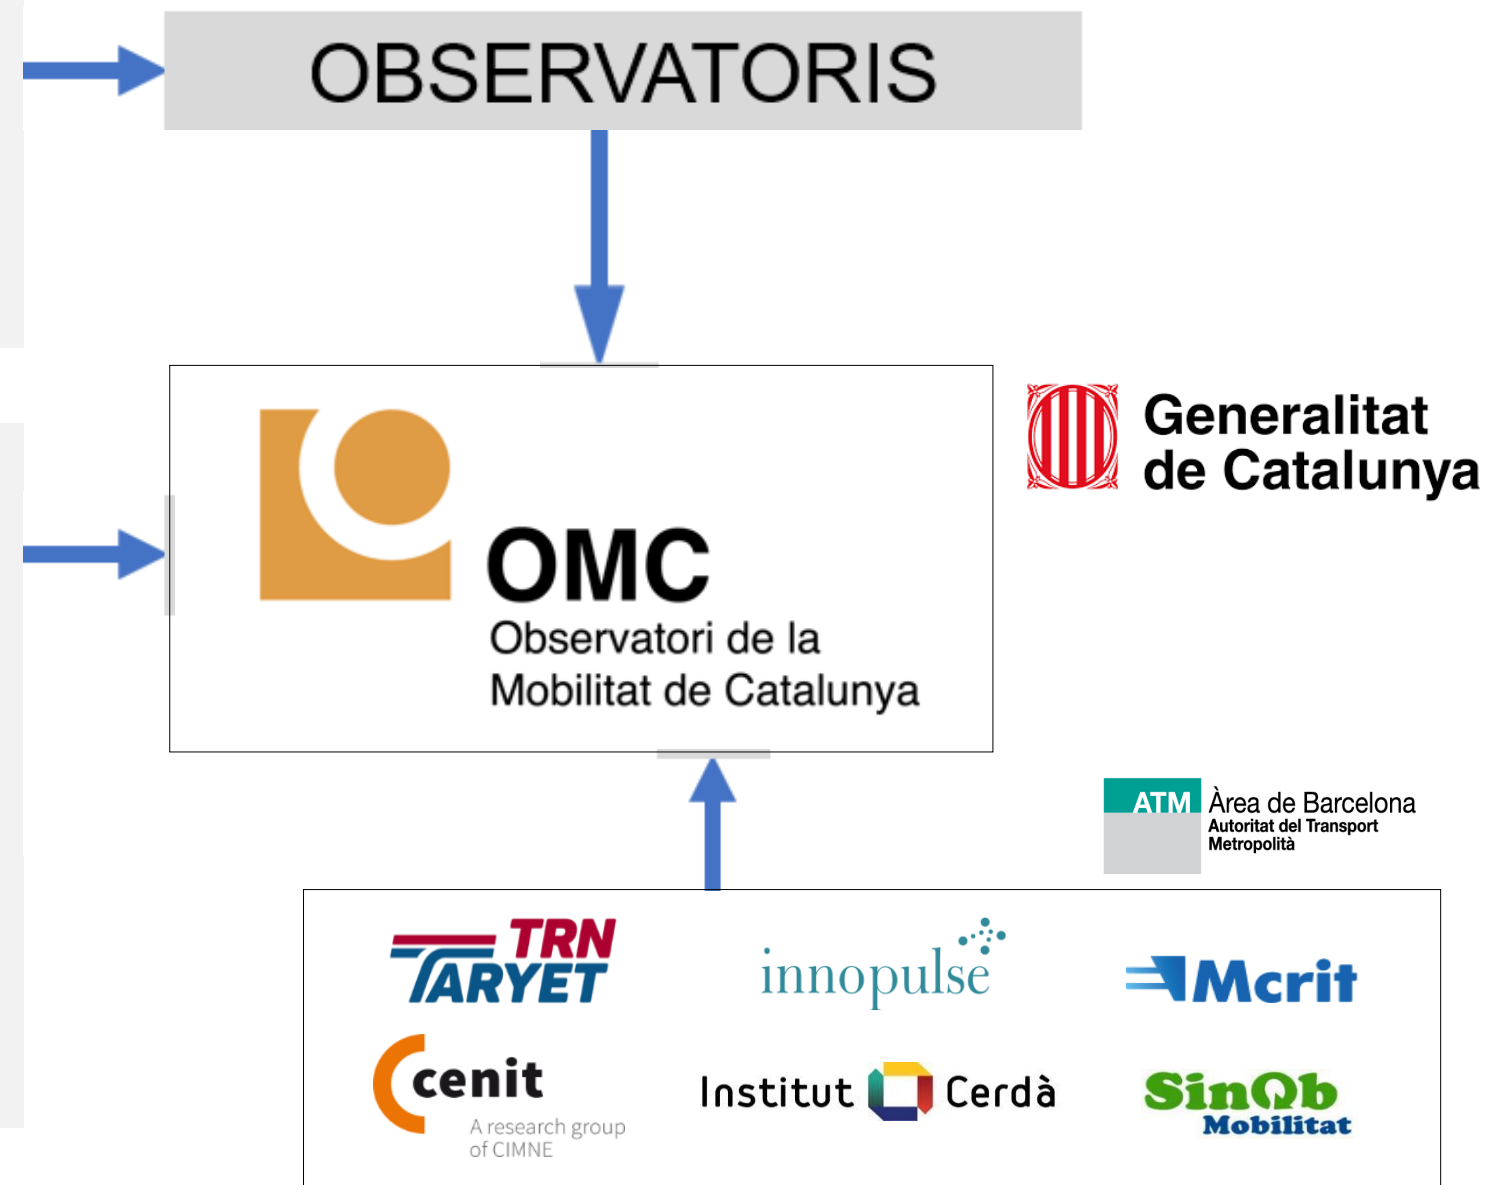 OBSERVATORIS
Generalitat
de Catalunya
OMC
Observatori de la
Mobilitat de Catalunya
ATM Àrea de Barcelona
Autoritat del Transport
Metropolità
TRN
TARYET
innopulse
Mcrit
cenit
A research group
of CIMNE
Institut Cerdà
SinQb
Mobilitat